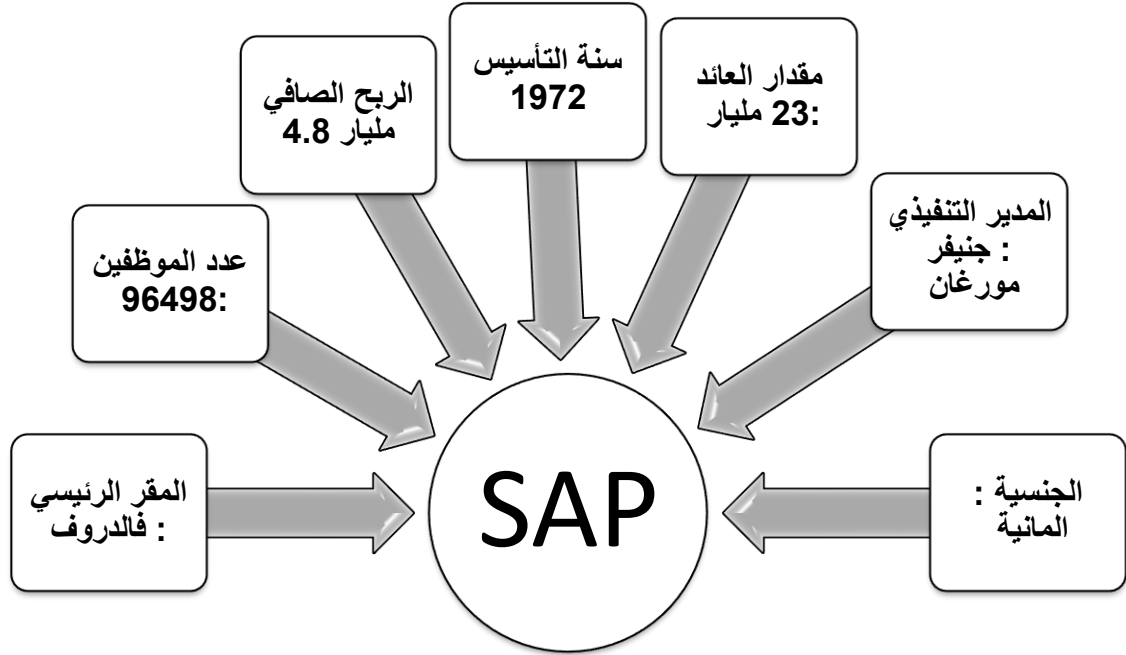 سنة التأسيس
1972
مقدار العائد
:23 مليار
الربح الصافي
4.8 مليار
المدير التنفيذي
: جنيفر
مورغان
عدد الموظفين
:96498
الجنسية :
المانية
المقر الرئيسي
: فالدروف
SAP